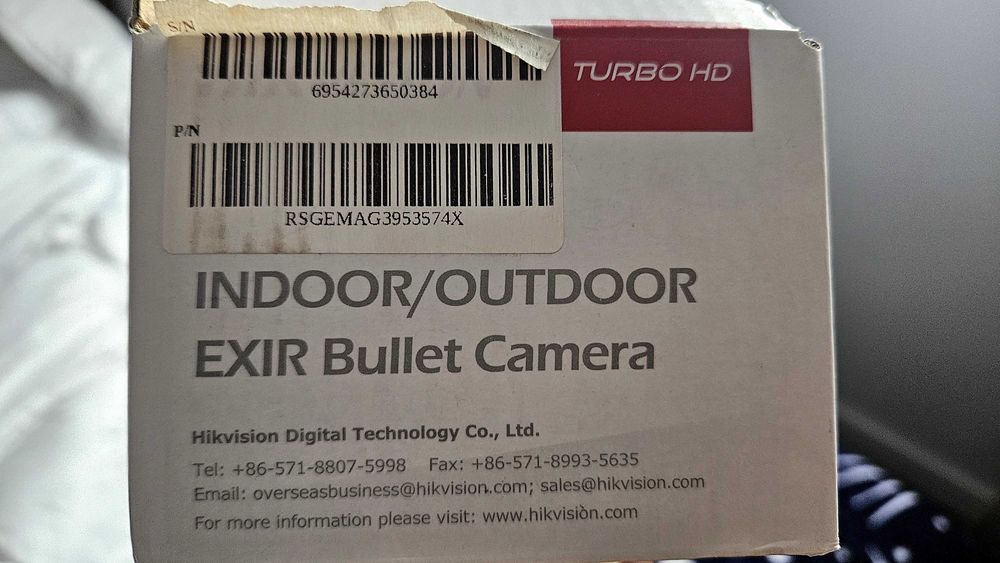 S/N
6954273650384
TURBO HD
P/N
RSGEMAG3953574X
INDOOR/OUTDOOR
EXIR Bullet Camera
Hikvision Digital Technology Co., Ltd.
Tel: +86-571-8807-5998 Fax: +86-571-8993-5635
Email: overseasbusiness@hikvision.com; sales@hikvision.com
For more information please visit: www.hikvision.com